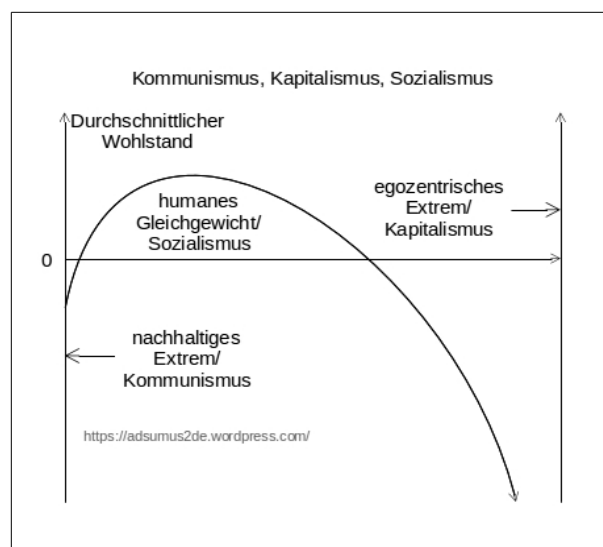 Kommunismus, Kapitalismus, Sozialismus
Durchschnittlicher
Wohlstand
humanes
Gleichgewicht/
Sozialismus
egozentrisches
Extrem/
Kapitalismus
0
nachhaltiges
Extrem/
Kommunismus
https://adsumus2de.wordpress.com/